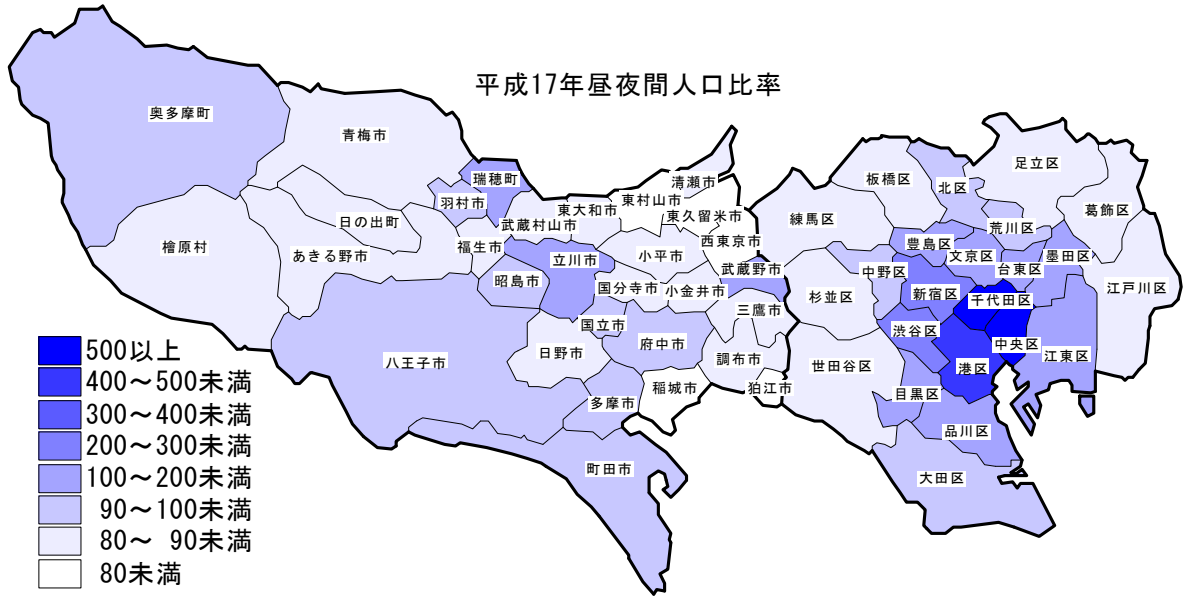 平成17年昼夜間人口比率
奥多摩町
青梅市
瑞穂町
羽村市
日の出町
檜原村
あきる野市
福生市
武蔵村山市
東大和市
東村山市
清瀬市
東久留米市
西東京市
小平市
立川市
昭島市
国分寺市
小金井市
武蔵野市
三鷹市
国立市
府中市
調布市
狛江市
日野市
八王子市
多摩市
稲城市
町田市
練馬区
板橋区
北区
足立区
葛飾区
荒川区
豊島区
文京区
台東区
墨田区
江戸川区
中野区
杉並区
新宿区
千代田区
渋谷区
中央区
江東区
港区
世田谷区
目黒区
品川区
大田区
500以上
400～500未満
300～400未満
200～300未満
100～200未満
90～100未満
80～ 90未満
80未満